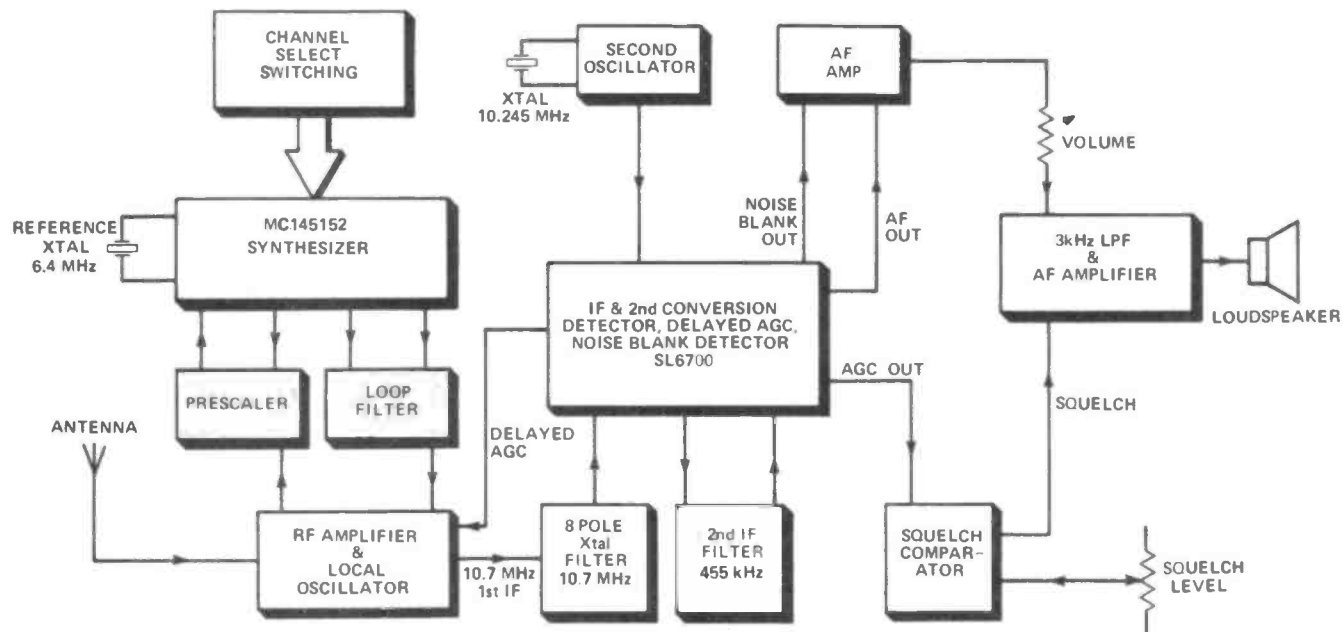 CHANNEL
SELECT
SWITCHING
SECOND
OSCILLATOR
AF
AMP
XTAL
10.245 MHz
VOLUME
REFERENCE
XTAL
6.4 MHz
MC145152
SYNTHESIZER
NOISE
BLANK
OUT
AF
OUT
3kHz LPF
&
AF AMPLIFIER
LOUDSPEAKER
IF & 2nd CONVERSION
DETECTOR, DELAYED AGC,
NOISE BLANK DETECTOR
SL6700
PRESCALER
LOOP
FILTER
AGC OUT
SQUELCH
ANTENNA
DELAYED
AGC
RF AMPLIFIER
&
LOCAL
OSCILLATOR
10.7 MHz
1st IF
8 POLE
Xtal
FILTER
10.7 MHz
2nd IF
FILTER
455 kHz
SQUELCH
COMPAR-
ATOR
SQUELCH
LEVEL